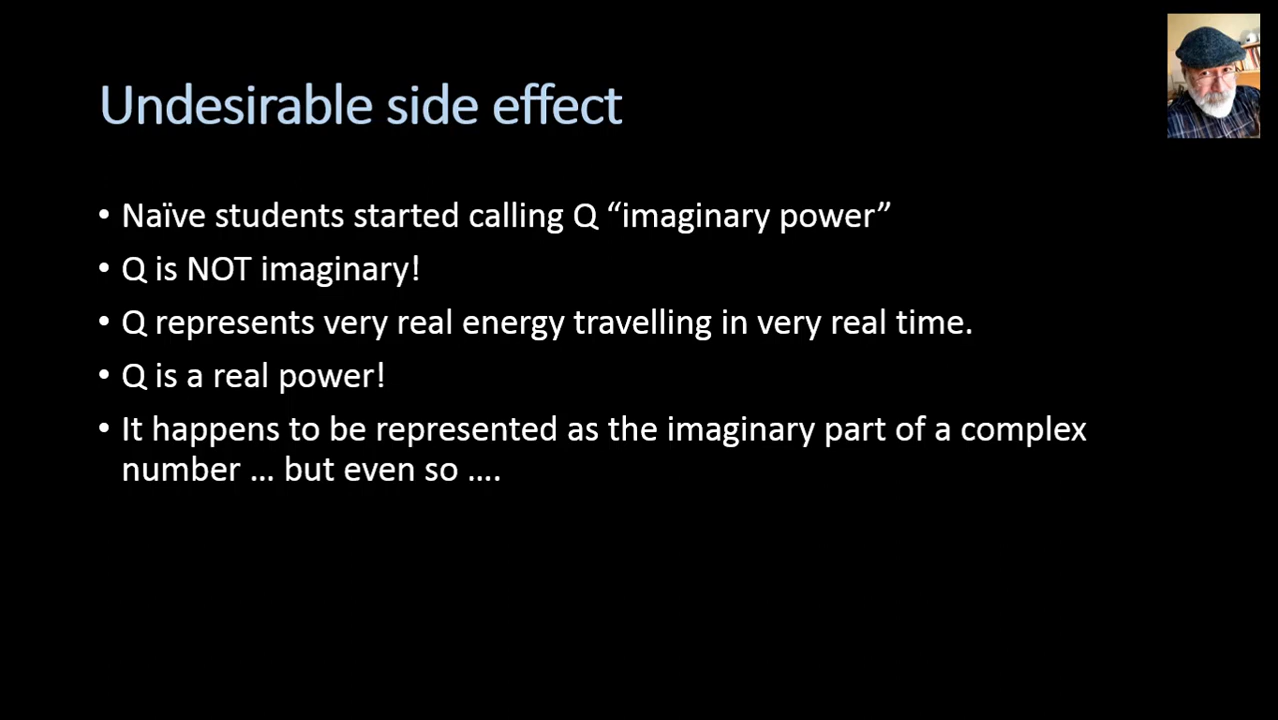 Undesirable side effect
• Naïve students started calling Q “imaginary power”
• Q is NOT imaginary!
• Q represents very real energy travelling in very real time.
• Q is a real power!
• It happens to be represented as the imaginary part of a complex
number … but even so ….